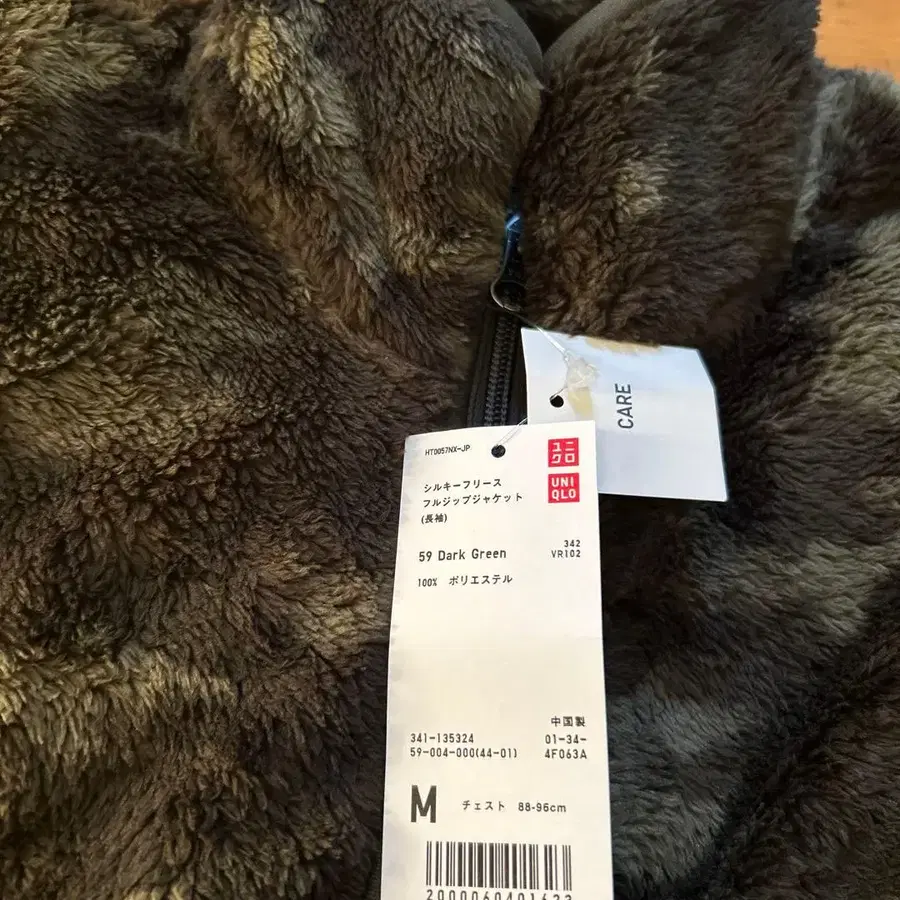 CARE
HT0057NX-JP
ユニ
クロ
UNI
QLO
シルキーフリース
フルジップジャケット
(長袖)
59 Dark Green
342
VR102
100% ポリエステル
中国製
341-135324
01-34-
59-004-000(44-01)
4F063A
M チェスト 88-96cm
2000060401623